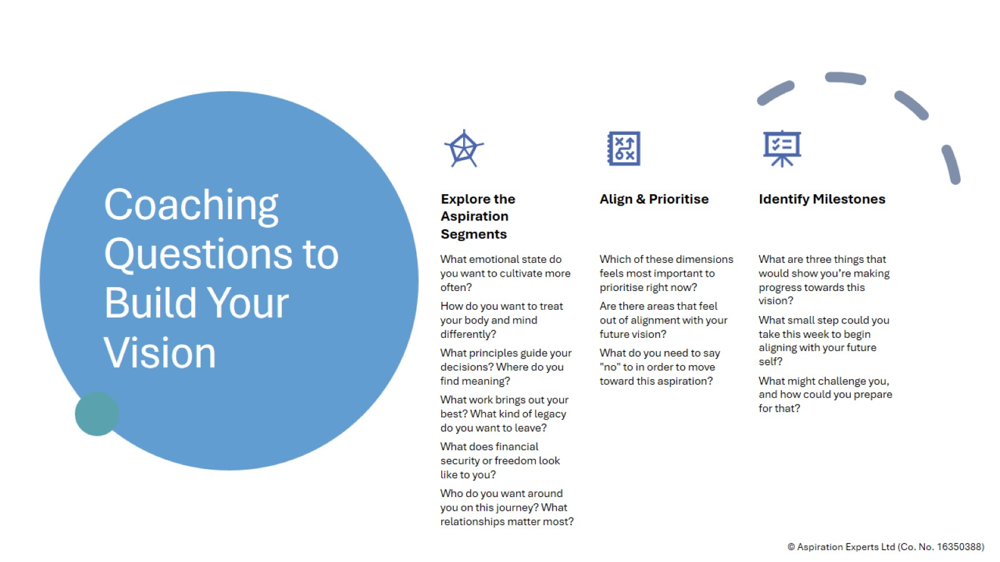 Coaching
Questions to
Build Your
Vision
Explore the
Aspiration
Segments
What emotional state do
you want to cultivate more
often?
How do you want to treat
your body and mind
differently?
What principles guide your
decisions? Where do you
find meaning?
What work brings out your
best? What kind of legacy
do you want to leave?
What does financial
security or freedom look
like to you?
Who do you want around
you on this journey? What
relationships matter most?
Align & Prioritise
Which of these dimensions
feels most important to
prioritise right now?
Are there areas that feel
out of alignment with your
future vision?
What do you need to say
"no" to in order to move
toward this aspiration?
Identify Milestones
What are three things that
would show you’re making
progress towards this
vision?
What small step could you
take this week to begin
aligning with your future
self?
What might challenge you,
and how could you prepare
for that?
© Aspiration Experts Ltd (Co. No. 16350388)